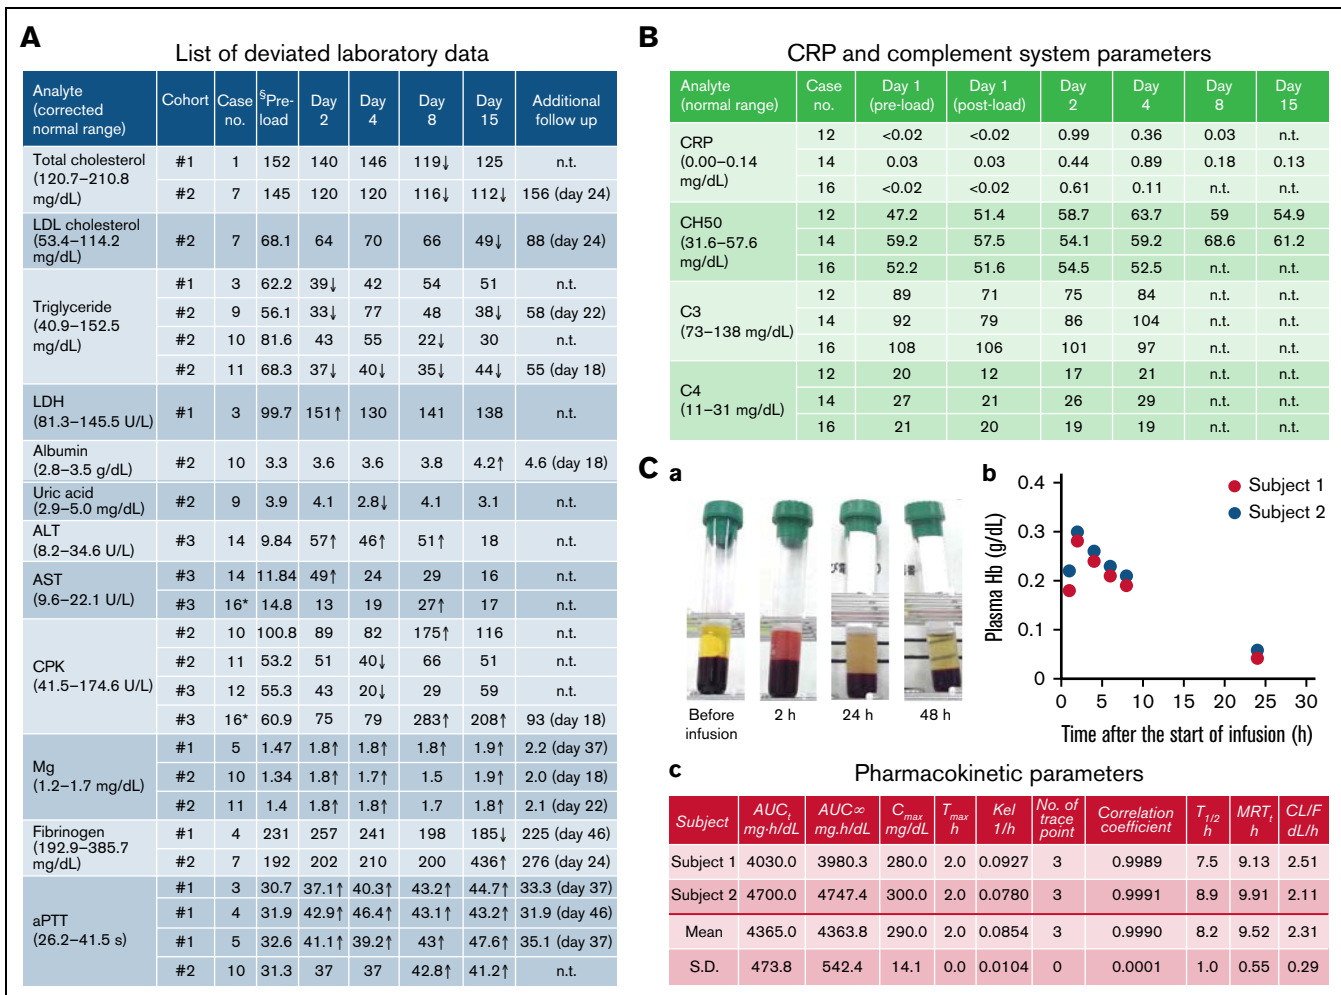 A
List of deviated laboratory data
Analyte (corrected normal range) Cohort Case no. §Pre-load Day 2 Day 4 Day 8 Day 15 Additional follow up
Total cholesterol (120.7–210.8 mg/dL) #1 1 152 140 146 119↓ 125 n.t.
#2 7 145 120 120 116↓ 112↓ 156 (day 24)
LDL cholesterol (53.4–114.2 mg/dL) #2 7 68.1 64 70 66 49↓ 88 (day 24)
Triglyceride (40.9–152.5 mg/dL) #1 3 62.2 39↓ 42 54 51 n.t.
#2 9 56.1 33↓ 77 48 38↓ 58 (day 22)
#2 10 81.6 43 55 22↓ 30 n.t.
#2 11 68.3 37↓ 40↓ 35↓ 44↓ 55 (day 18)
LDH (81.3–145.5 U/L) #1 3 99.7 151↑ 130 141 138 n.t.
Albumin (2.8–3.5 g/dL) #2 10 3.3 3.6 3.6 3.8 4.2↑ 4.6 (day 18)
Uric acid (2.9–5.0 mg/dL) #2 9 3.9 4.1 2.8↓ 4.1 3.1 n.t.
ALT (8.2–34.6 U/L) #3 14 9.84 57↑ 46↑ 51↑ 18 n.t.
AST (9.6–22.1 U/L) #3 14 11.84 49↑ 24 29 16 n.t.
#3 16* 14.8 13 19 27↑ 17 n.t.
CPK (41.5–174.6 U/L) #2 10 100.8 89 82 175↑ 116 n.t.
#2 11 53.2 51 40↓ 66 51 n.t.
#3 12 55.3 43 20↓ 29 59 n.t.
#3 16* 60.9 75 79 283↑ 208↑ 93 (day 18)
Mg (1.2–1.7 mg/dL) #1 5 1.47 1.8↑ 1.8↑ 1.8↑ 1.9↑ 2.2 (day 37)
#2 10 1.34 1.8↑ 1.7↑ 1.5 1.9↑ 2.0 (day 18)
#2 11 1.4 1.8↑ 1.8↑ 1.7 1.8↑ 2.1 (day 22)
Fibrinogen (192.9–385.7 mg/dL) #1 4 231 257 241 198 185↓ 225 (day 46)
#2 7 192 202 210 200 436↑ 276 (day 24)
aPTT (26.2–41.5 s) #1 3 30.7 37.1↑ 40.3↑ 43.2↑ 44.7↑ 33.3 (day 37)
#1 4 31.9 42.9↑ 46.4↑ 43.1↑ 43.2↑ 31.9 (day 46)
#1 5 32.6 41.1↑ 39.2↑ 43↑ 47.6↑ 35.1 (day 37)
#2 10 31.3 37 37 42.8↑ 41.2↑ n.t.
B
CRP and complement system parameters
Analyte (normal range) Case no. Day 1 (pre-load) Day 1 (post-load) Day 2 Day 4 Day 8 Day 15
CRP (0.00–0.14 mg/dL) 12 <0.02 <0.02 0.99 0.36 0.03 n.t.
14 0.03 0.03 0.44 0.89 0.18 0.13
16 <0.02 <0.02 0.61 0.11 n.t. n.t.
CH50 (31.6–57.6 mg/dL) 12 47.2 51.4 58.7 63.7 59 54.9
14 59.2 57.5 54.1 59.2 68.6 61.2
16 52.2 51.6 54.5 52.5 n.t. n.t.
C3 (73–138 mg/dL) 12 89 71 75 84 n.t. n.t.
14 92 79 86 104 n.t. n.t.
16 108 106 101 97 n.t. n.t.
C4 (11–31 mg/dL) 12 20 12 17 21 n.t. n.t.
14 27 21 26 29 n.t. n.t.
16 21 20 19 19 n.t. n.t.
C
a
Before infusion
2 h
24 h
48 h
b
Subject 1
Subject 2
Plasma Hb (g/dL)
0.4
0.3
0.2
0.1
0
0 5 10 15 20 25 30
Time after the start of infusion (h)
c
Pharmacokinetic parameters
Subject AUCt mg·h/dL AUC∞ mg.h/dL Cmax mg/dL Tmax h Kel 1/h No. of trace point Correlation coefficient T1/2 h MRTt h CL/F dL/h
Subject 1 4030.0 3980.3 280.0 2.0 0.0927 3 0.9989 7.5 9.13 2.51
Subject 2 4700.0 4747.4 300.0 2.0 0.0780 3 0.9991 8.9 9.91 2.11
Mean 4365.0 4363.8 290.0 2.0 0.0854 3 0.9990 8.2 9.52 2.31
S.D. 473.8 542.4 14.1 0.0 0.0104 0 0.0001 1.0 0.55 0.29